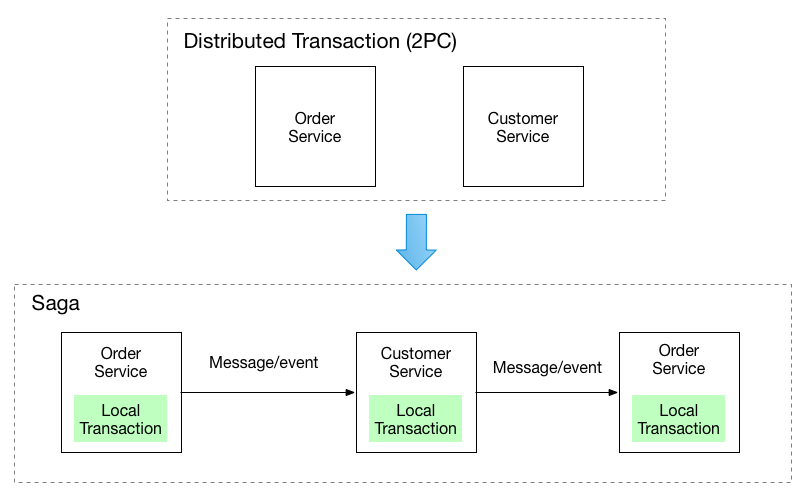 Distributed Transaction (2PC)
Order
Service
Customer
Service
Saga
Order
Service
Local
Transaction
Message/event
Customer
Service
Local
Transaction
Message/event
Order
Service
Local
Transaction